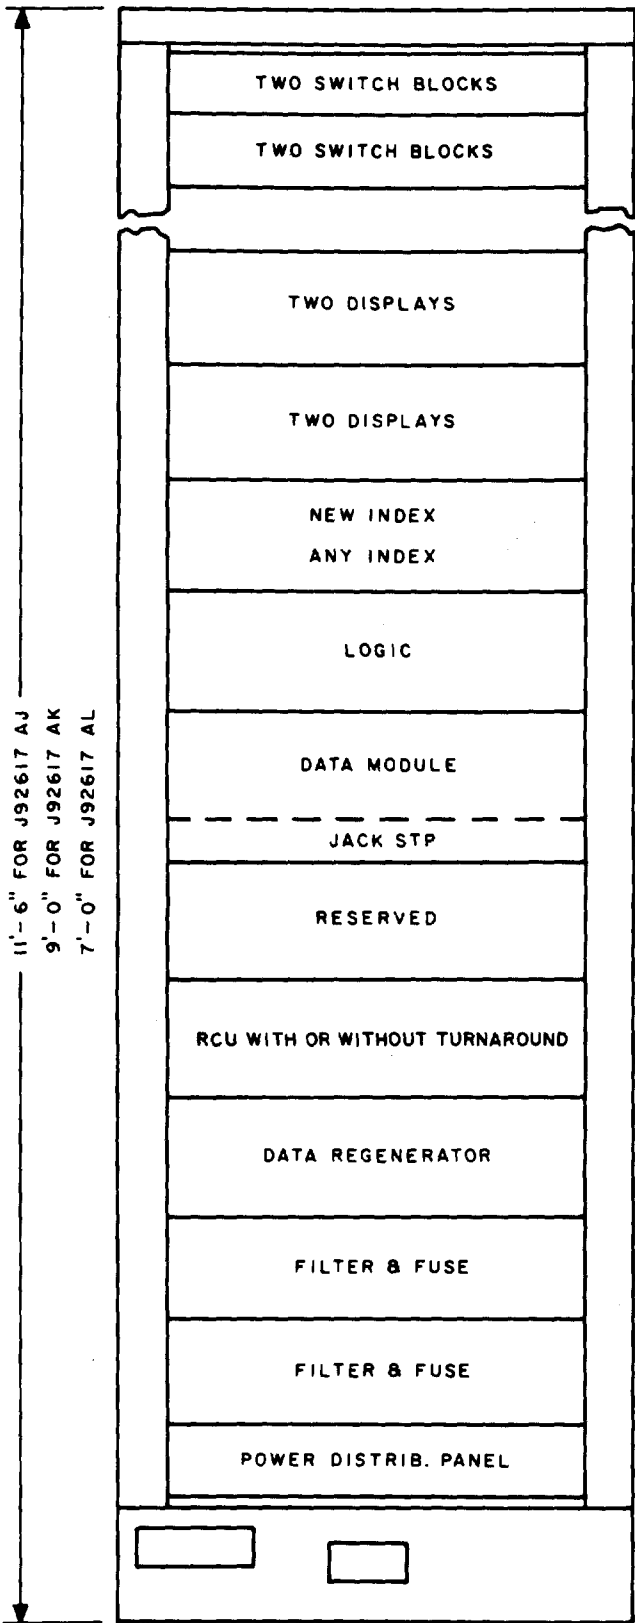 TWO SWITCH BLOCKS
TWO SWITCH BLOCKS
TWO DISPLAYS
TWO DISPLAYS
NEW INDEX
ANY INDEX
LOGIC
DATA MODULE
JACK STP
RESERVED
RCU WITH OR WITHOUT TURNAROUND
DATA REGENERATOR
FILTER & FUSE
FILTER & FUSE
POWER DISTRIB. PANEL
11'-6" FOR J92617 AJ
9'-0" FOR J92617 AK
7'-0" FOR J92617 AL